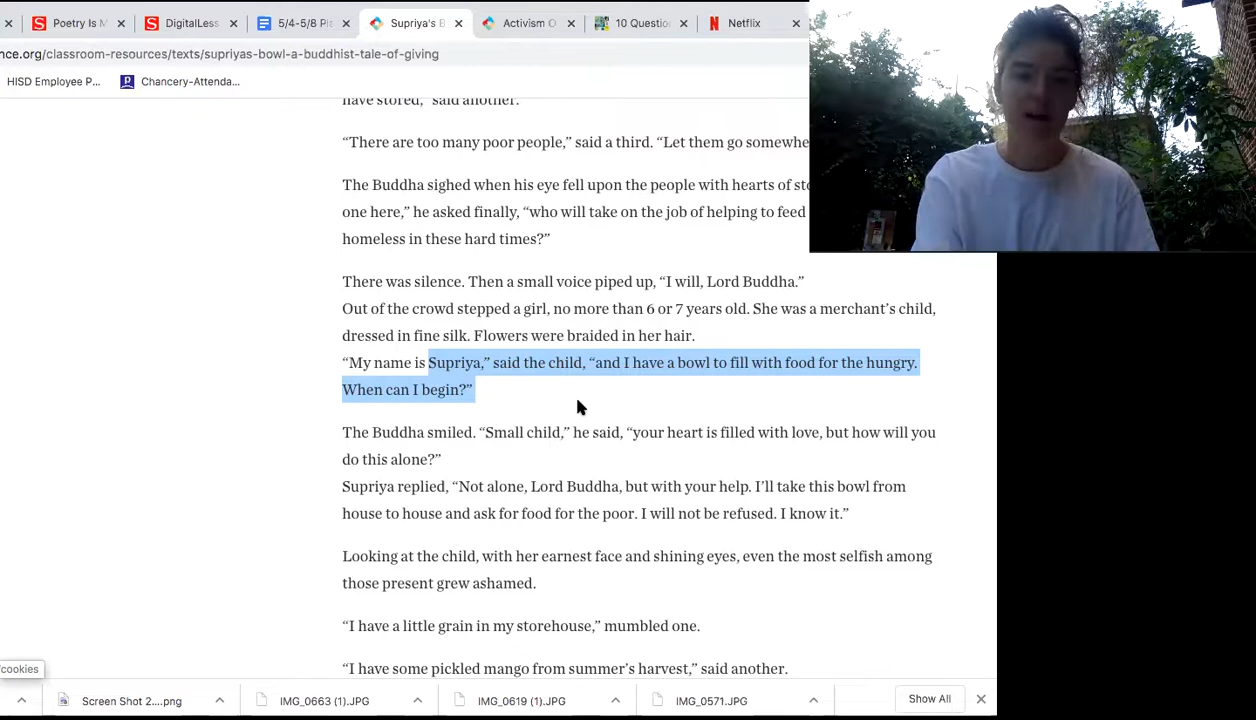 Poetry Is M
DigitalLess
5/4-5/8 Pl
Supriya's B
Activism O
10 Questio
Netflix
nce.org/classroom-resources/texts/supriyas-bowl-a-buddhist-tale-of-giving
HISD Employee P...
Chancery-Attenda...
have stored,” said another.
“There are too many poor people,” said a third. “Let them go somewhe
The Buddha sighed when his eye fell upon the people with hearts of sto
one here,” he asked finally, “who will take on the job of helping to feed
homeless in these hard times?”
There was silence. Then a small voice piped up, “I will, Lord Buddha.”
Out of the crowd stepped a girl, no more than 6 or 7 years old. She was a merchant’s child,
dressed in fine silk. Flowers were braided in her hair.
“My name is Supriya,” said the child, “and I have a bowl to fill with food for the hungry.
When can I begin?”
The Buddha smiled. “Small child,” he said, “your heart is filled with love, but how will you
do this alone?”
Supriya replied, “Not alone, Lord Buddha, but with your help. I’ll take this bowl from
house to house and ask for food for the poor. I will not be refused. I know it.”
Looking at the child, with her earnest face and shining eyes, even the most selfish among
those present grew ashamed.
“I have a little grain in my storehouse,” mumbled one.
“I have some pickled mango from summer’s harvest,” said another.
/cookies
Screen Shot 2....png
IMG_0663 (1).JPG
IMG_0619 (1).JPG
IMG_0571.JPG
Show All